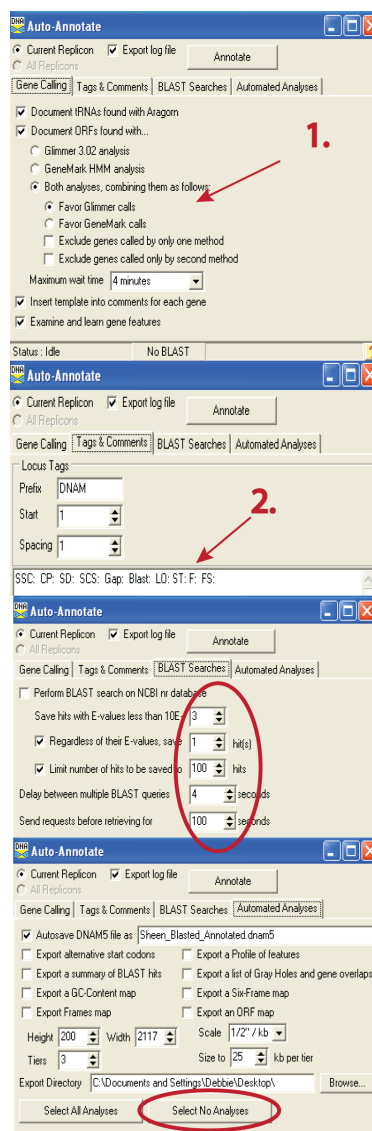 Auto-Annotate
Current Replicon Export log file Annotate
All Replicons
Gene Calling Tags & Comments BLAST Searches Automated Analyses
Document tRNAs found with Aragorn
Document ORFs found with...
1.
Glimmer 3.02 analysis
GeneMark HMM analysis
Both analyses, combining them as follows:
Favor Glimmer calls
Favor GeneMark calls
Exclude genes called by only one method
Exclude genes called only by second method
Maximum wait time 4 minutes
Insert template into comments for each gene
Examine and learn gene features
Status : Idle No BLAST
Auto-Annotate
Current Replicon Export log file Annotate
All Replicons
Gene Calling Tags & Comments BLAST Searches Automated Analyses
Locus Tags
Prefix DNAM
2.
Start 1
Spacing 1
SSC: CP: SD: SCS: Gap: Blast: LO: ST: F: FS:
Auto-Annotate
Current Replicon Export log file Annotate
All Replicons
Gene Calling Tags & Comments BLAST Searches Automated Analyses
Perform BLAST search on NCBI nr database
Save hits with E-values less than 10E- 3
Regardless of their E-values, save 1 hit(s)
Limit number of hits to be saved to 100 hits
Delay between multiple BLAST queries 4 seconds
Send requests before retrieving for 100 seconds
Auto-Annotate
Current Replicon Export log file Annotate
All Replicons
Gene Calling Tags & Comments BLAST Searches Automated Analyses
Autosave DNAM5 file as Sheen_Blasted_Annotated.dnam5
Export alternative start codons Export a Profile of features
Export a summary of BLAST hits Export a list of Gray Holes and gene overlaps
Export a GC-Content map Export a Six-Frame map
Export Frames map Export an ORF map
Height 200 Width 2117 Scale 1/2" / kb
Tiers 3 Size to 25 kb per tier
Export Directory C:\Documents and Settings\Debbie\Desktop\ Browse...
Select All Analyses Select No Analyses